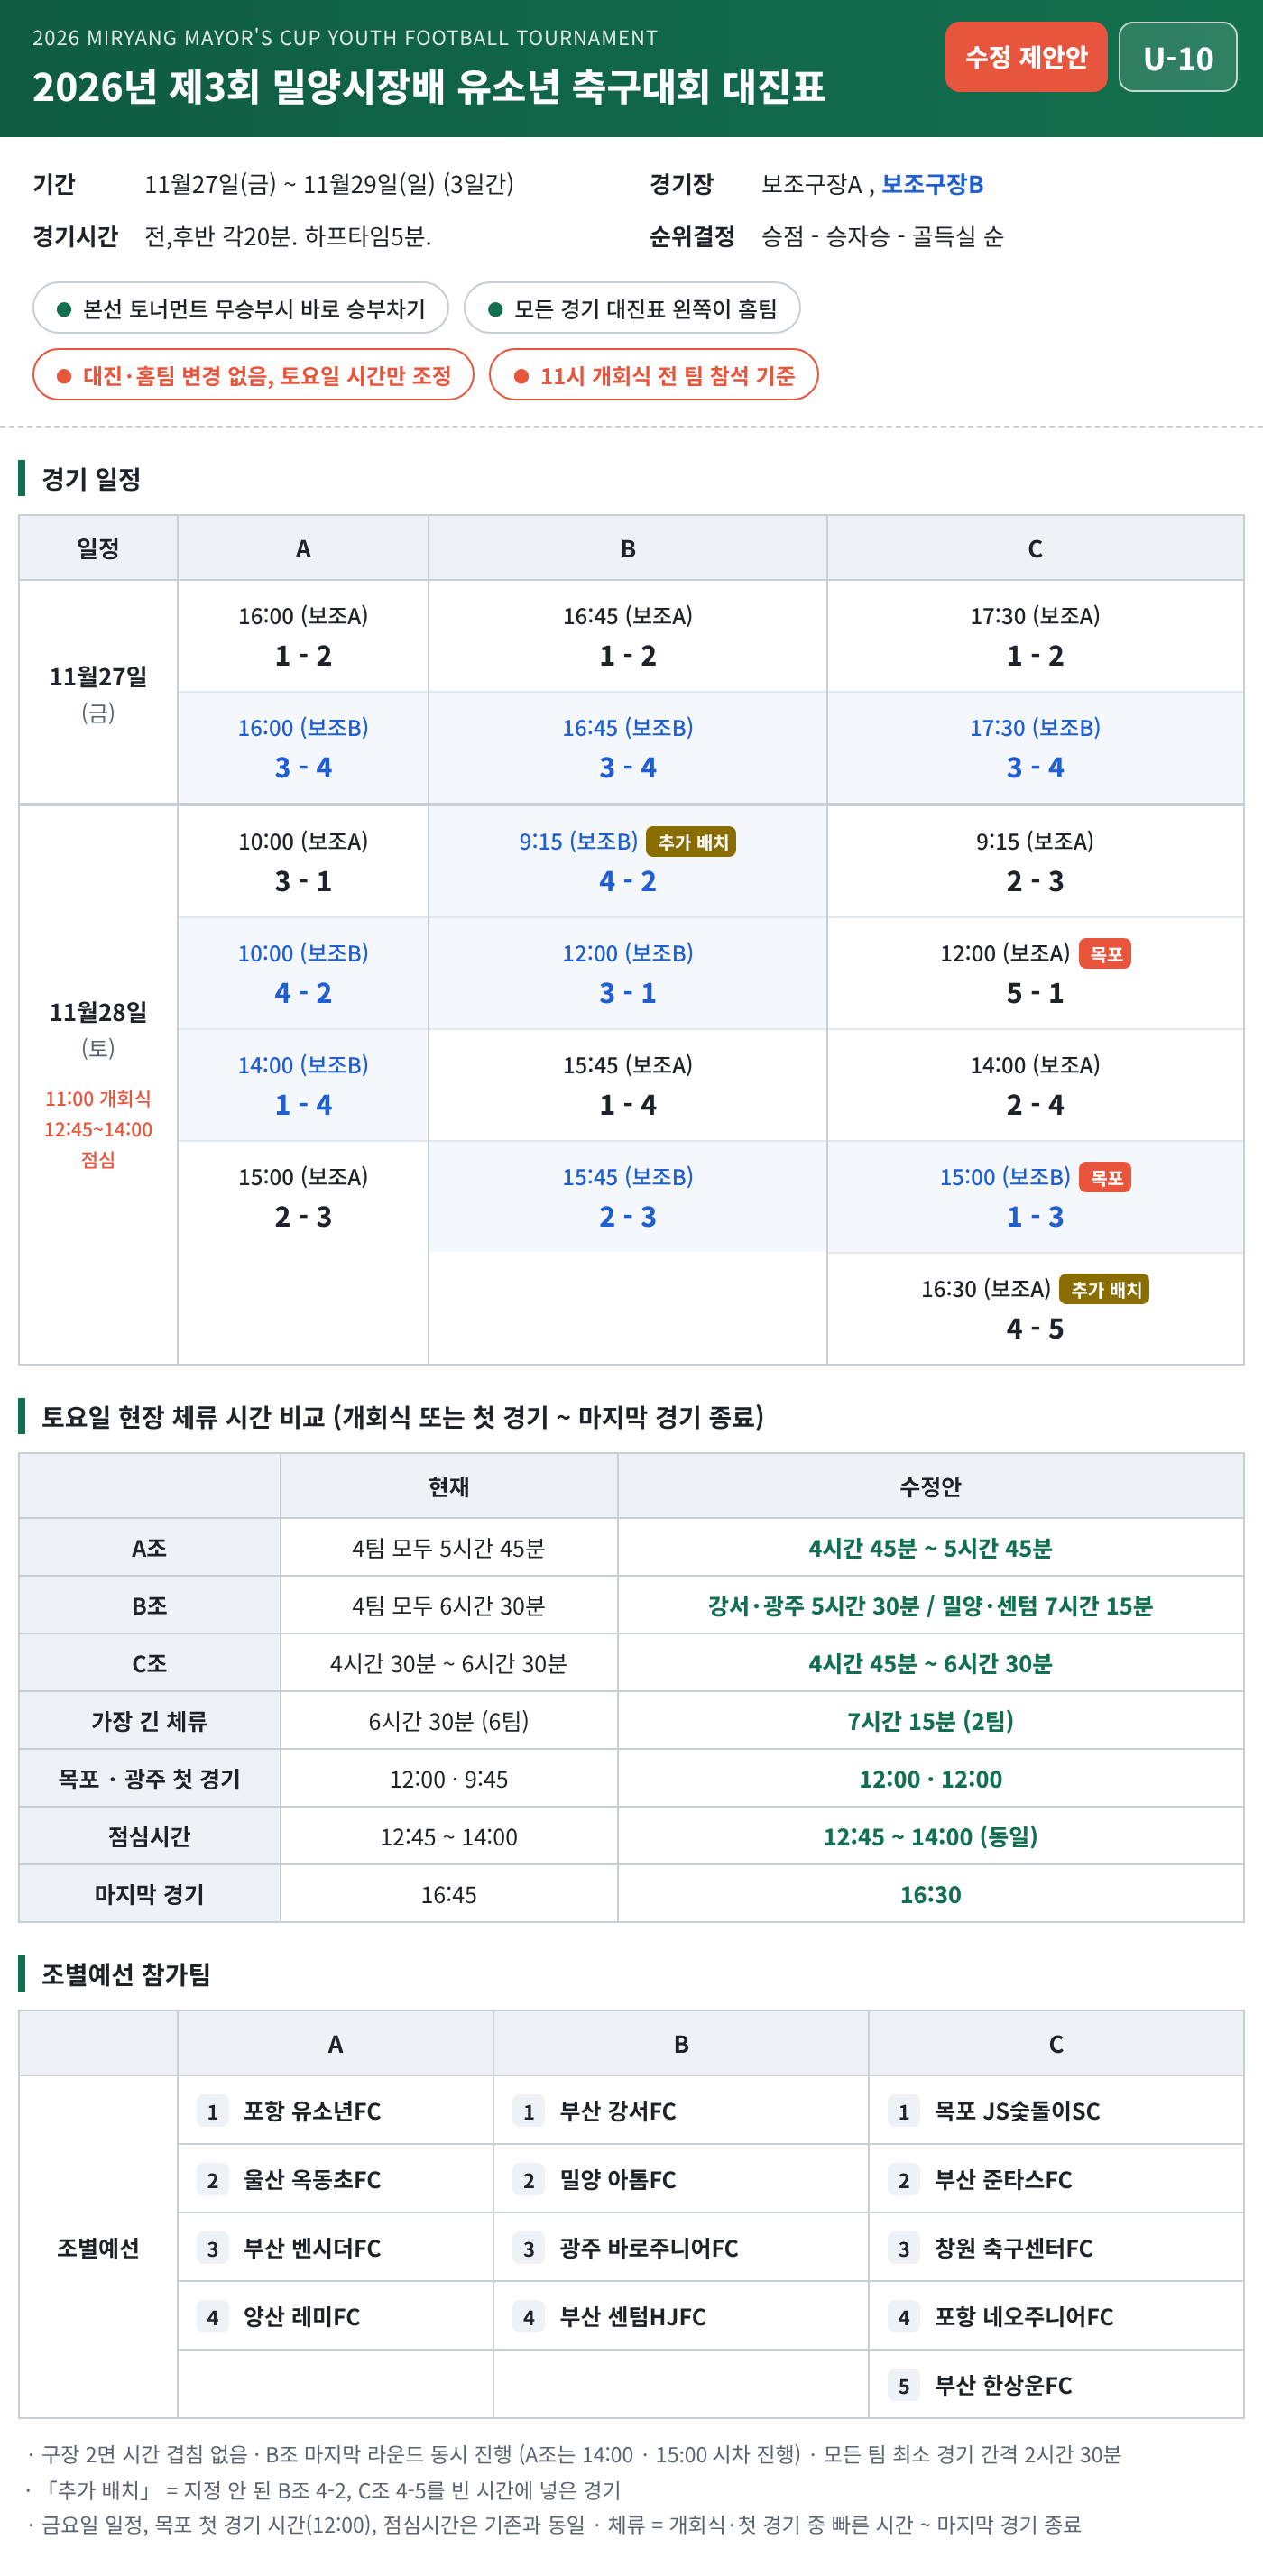 2026 MIRYANG MAYOR'S CUP YOUTH FOOTBALL TOURNAMENT
2026년 제3회 밀양시장배 유소년 축구대회 대진표
수정 제안안
U-10
기간 11월27일(금) ~ 11월29일(일) (3일간)
경기장 보조구장A , 보조구장B
경기시간 전,후반 각20분. 하프타임5분.
순위결정 승점 - 승자승 - 골득실 순
● 본선 토너먼트 무승부시 바로 승부차기
● 모든 경기 대진표 왼쪽이 홈팀
● 대진·홈팀 변경 없음, 토요일 시간만 조정
● 11시 개회식 전 팀 참석 기준
경기 일정
일정 A B C
11월27일
(금)
16:00 (보조A) 16:45 (보조A) 17:30 (보조A)
1 - 2 1 - 2 1 - 2
16:00 (보조B) 16:45 (보조B) 17:30 (보조B)
3 - 4 3 - 4 3 - 4
11월28일
(토)
11:00 개회식
12:45~14:00
점심
10:00 (보조A) 9:15 (보조B) 추가 배치 9:15 (보조A)
3 - 1 4 - 2 2 - 3
10:00 (보조B) 12:00 (보조B) 12:00 (보조A) 목포
4 - 2 3 - 1 5 - 1
14:00 (보조B) 15:45 (보조A) 14:00 (보조A)
1 - 4 1 - 4 2 - 4
15:00 (보조A) 15:45 (보조B) 15:00 (보조B) 목포
2 - 3 2 - 3 1 - 3
16:30 (보조A) 추가 배치
4 - 5
토요일 현장 체류 시간 비교 (개회식 또는 첫 경기 ~ 마지막 경기 종료)
현재 수정안
A조 4팀 모두 5시간 45분 4시간 45분 ~ 5시간 45분
B조 4팀 모두 6시간 30분 강서·광주 5시간 30분 / 밀양·센텀 7시간 15분
C조 4시간 30분 ~ 6시간 30분 4시간 45분 ~ 6시간 30분
가장 긴 체류 6시간 30분 (6팀) 7시간 15분 (2팀)
목포 · 광주 첫 경기 12:00 · 9:45 12:00 · 12:00
점심시간 12:45 ~ 14:00 12:45 ~ 14:00 (동일)
마지막 경기 16:45 16:30
조별예선 참가팀
A B C
조별예선
1 포항 유소년FC 1 부산 강서FC 1 목포 JS숯돌이SC
2 울산 옥동초FC 2 밀양 아톰FC 2 부산 준타스FC
3 부산 벤시더FC 3 광주 바로주니어FC 3 창원 축구센터FC
4 양산 레미FC 4 부산 센텀HJFC 4 포항 네오주니어FC
5 부산 한상운FC
· 구장 2면 시간 겹침 없음 · B조 마지막 라운드 동시 진행 (A조는 14:00 · 15:00 시차 진행) · 모든 팀 최소 경기 간격 2시간 30분
· 「추가 배치」 = 지정 안 된 B조 4-2, C조 4-5를 빈 시간에 넣은 경기
· 금요일 일정, 목포 첫 경기 시간(12:00), 점심시간은 기존과 동일 · 체류 = 개회식·첫 경기 중 빠른 시간 ~ 마지막 경기 종료